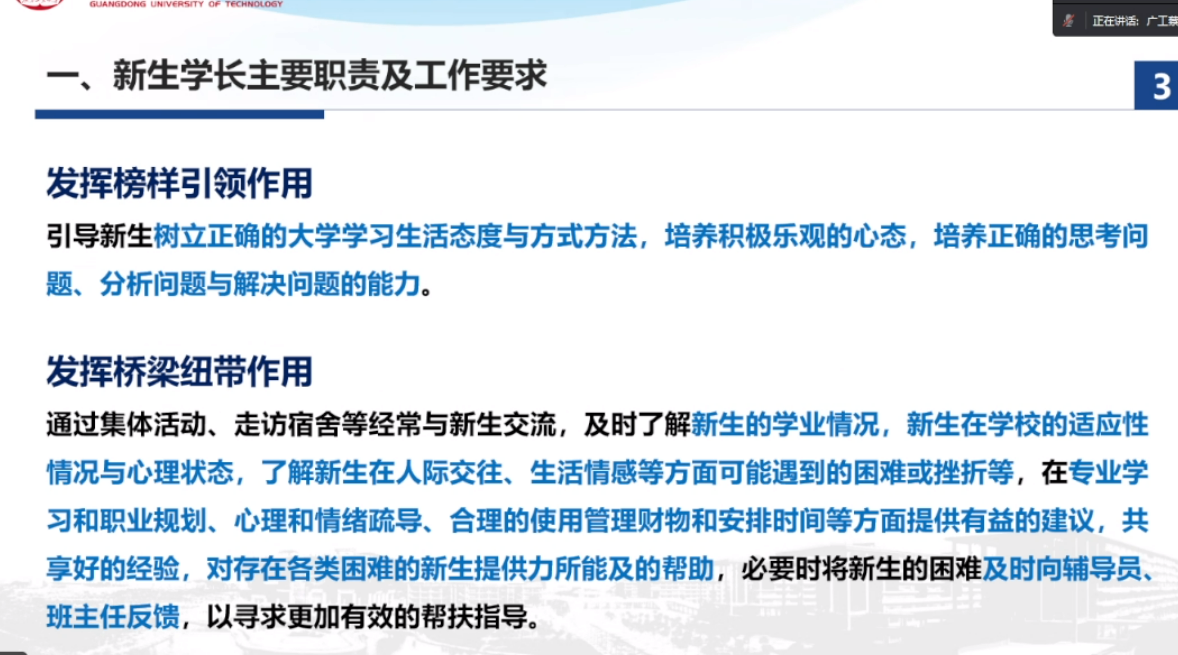 GUANGDONG UNIVERSITY OF TECHNOLOGY
正在讲话: 广工蔡
一、新生学长主要职责及工作要求
3
发挥榜样引领作用
引导新生树立正确的大学学习生活态度与方式方法，培养积极乐观的心态，培养正确的思考问
题、分析问题与解决问题的能力。
发挥桥梁纽带作用
通过集体活动、走访宿舍等经常与新生交流，及时了解新生的学业情况，新生在学校的适应性
情况与心理状态，了解新生在人际交往、生活情感等方面可能遇到的困难或挫折等，在专业学
习和职业规划、心理和情绪疏导、合理的使用管理财物和安排时间等方面提供有益的建议，共
享好的经验，对存在各类困难的新生提供力所能及的帮助，必要时将新生的困难及时向辅导员、
班主任反馈，以寻求更加有效的帮扶指导。